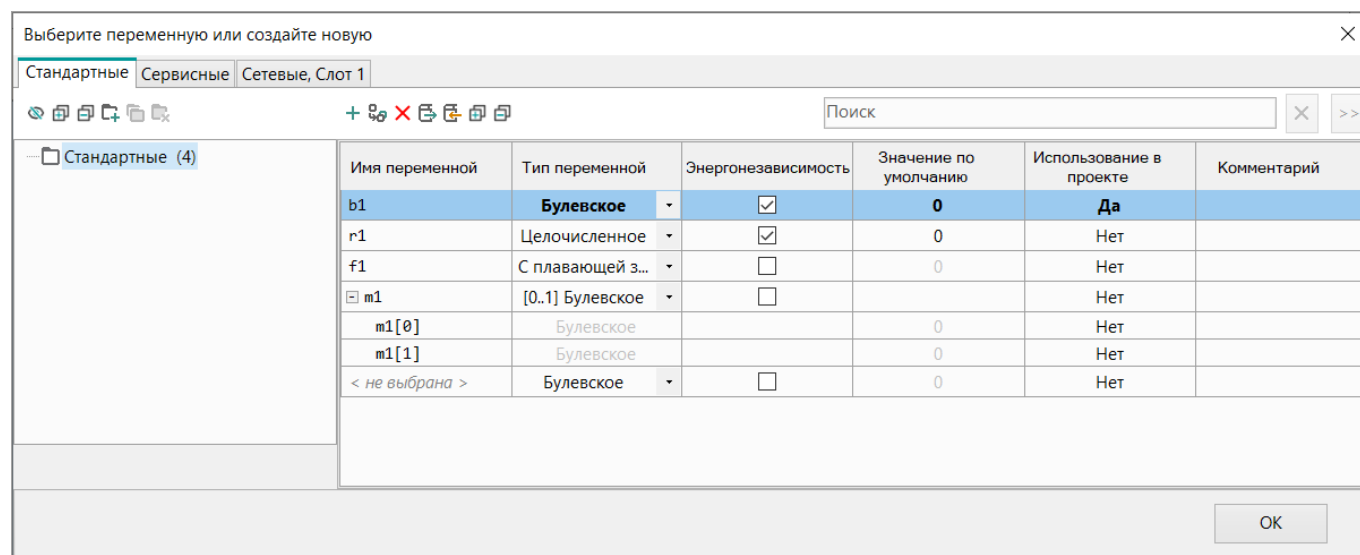 Выберите переменную или создайте новую
Стандартные Сервисные Сетевые, Слот 1
Поиск >>
Стандартные (4)
Имя переменной Тип переменной Энергонезависимость Значение по умолчанию Использование в проекте Комментарий
b1 Булевское 0 Да
r1 Целочисленное 0 Нет
f1 С плавающей з... 0 Нет
m1 [0..1] Булевское Нет
m1[0] Булевское 0 Нет
m1[1] Булевское 0 Нет
< не выбрана > Булевское 0 Нет
OK